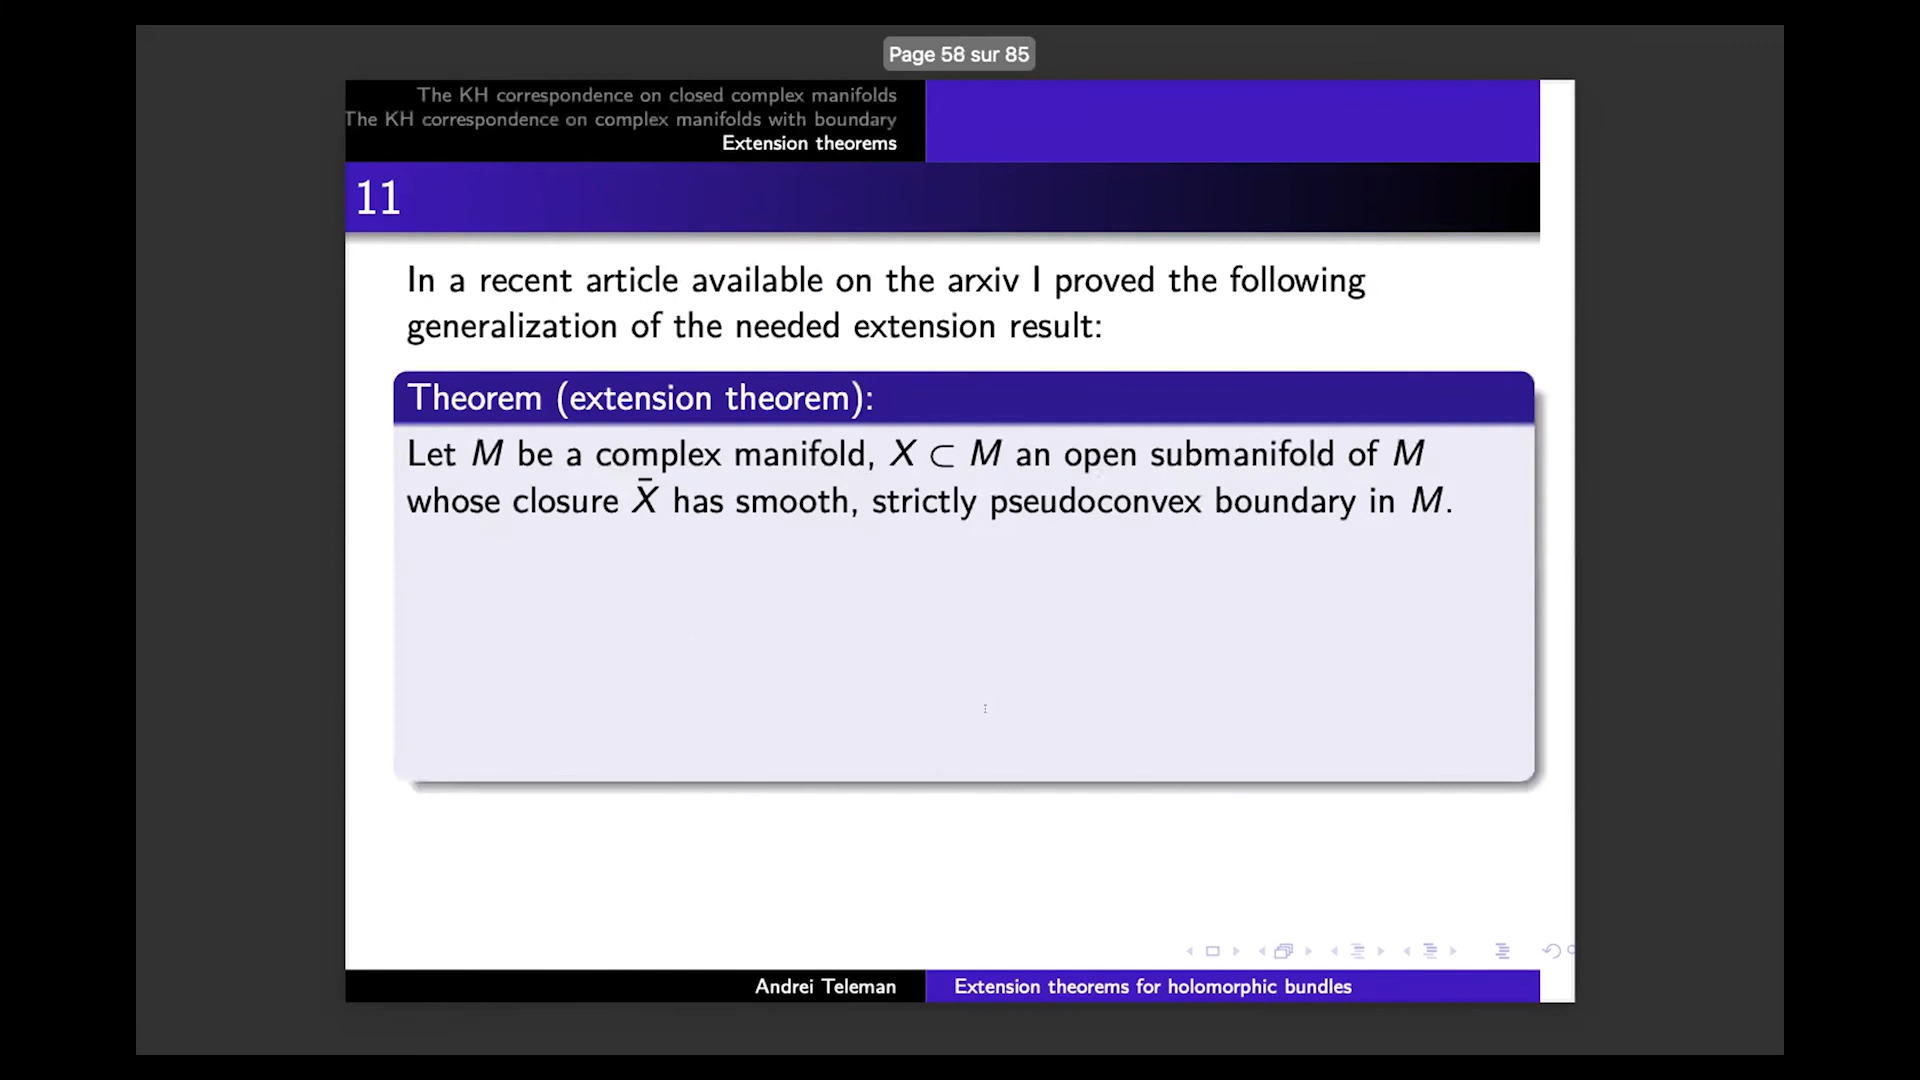 Page 58 sur 85
The KH correspondence on closed complex manifolds
The KH correspondence on complex manifolds with boundary
Extension theorems
11
In a recent article available on the arxiv I proved the following
generalization of the needed extension result:
Theorem (extension theorem):
Let M be a complex manifold, X ⊂ M an open submanifold of M
whose closure X̄ has smooth, strictly pseudoconvex boundary in M.
Andrei Teleman
Extension theorems for holomorphic bundles